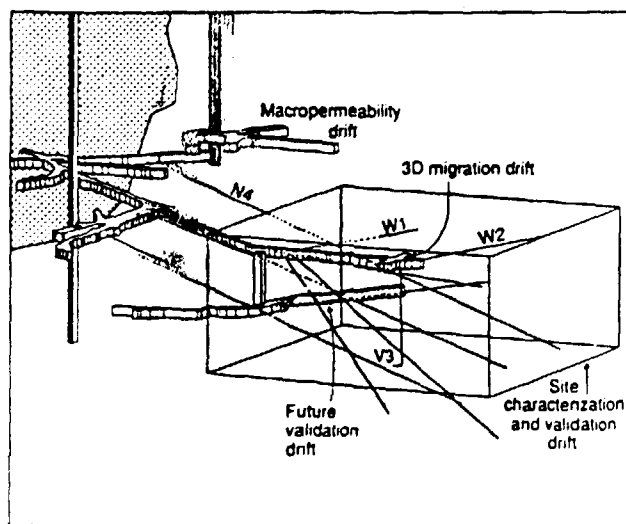 Macropermeability
drift
3D migration drift
N4
W1
W2
V3
Future
validation
drift
Site
characterization
and validation
drift